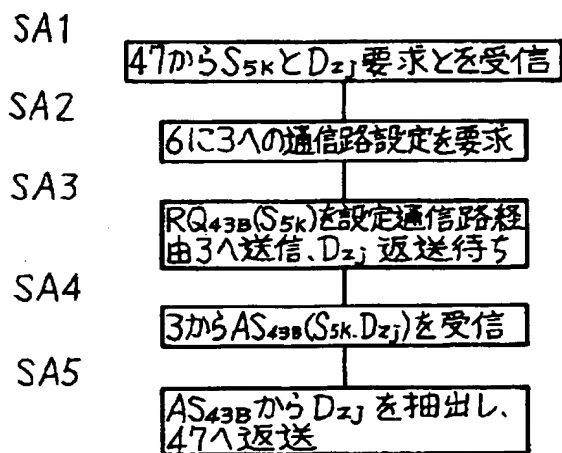 SA1
47からS5KとDzj要求とを受信
SA2
6に3への通信路設定を要求
SA3
RQ43B(S5K)を設定通信路経
由3へ送信、Dzj返送待ち
SA4
3からAS43B(S5K.Dzj)を受信
SA5
AS43BからDzjを抽出し、
47へ返送